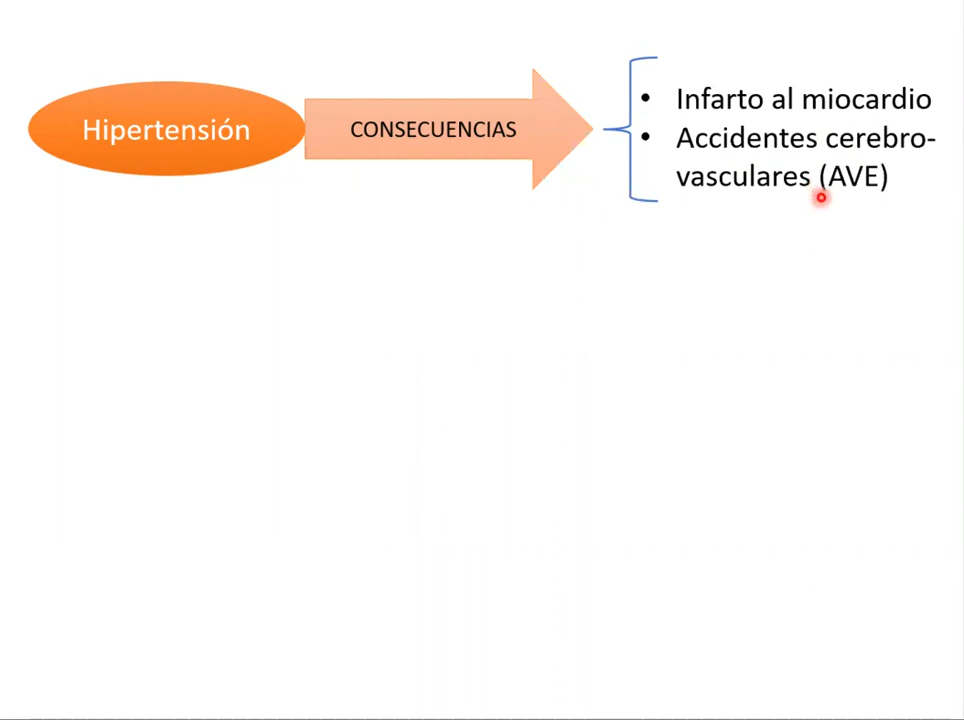 Hipertensión
CONSECUENCIAS
• Infarto al miocardio
• Accidentes cerebro-
vasculares (AVE)